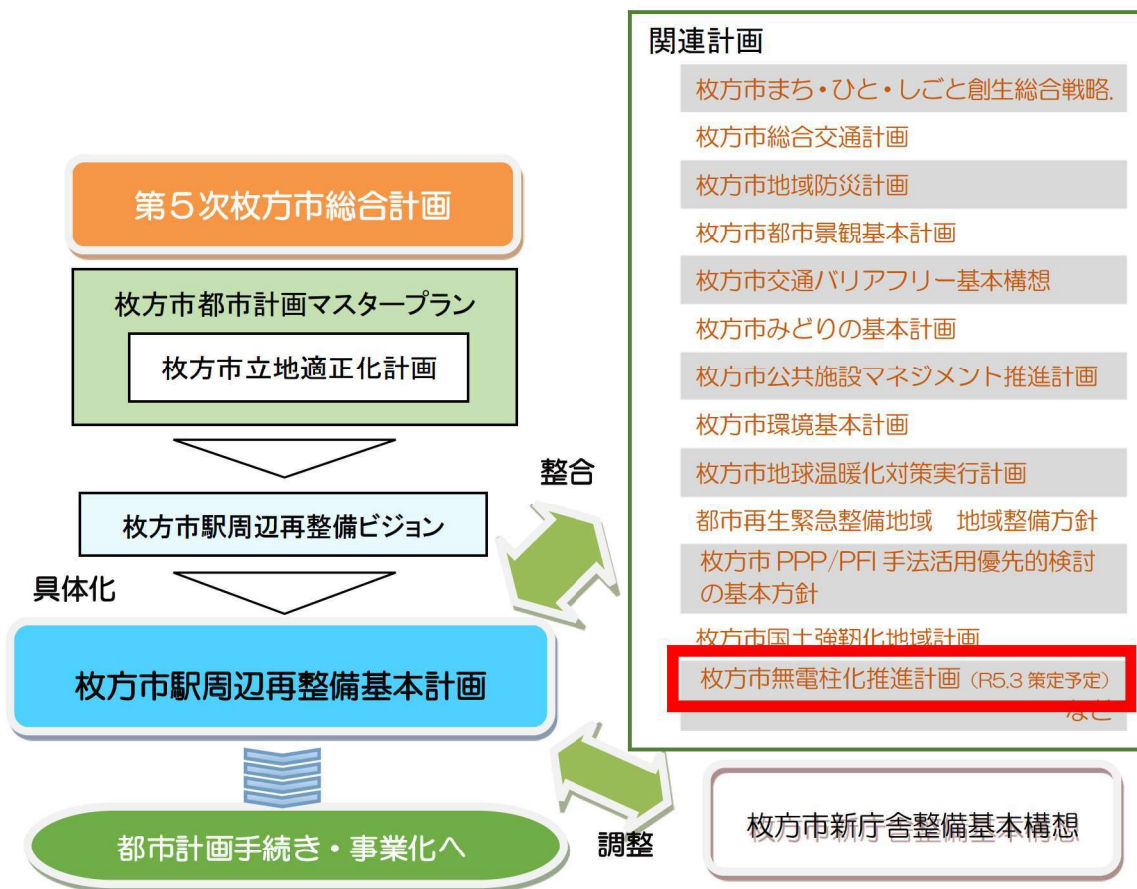 第5次枚方市総合計画
枚方市都市計画マスタープラン
枚方市立地適正化計画
枚方市駅周辺再整備ビジョン
具体化
枚方市駅周辺再整備基本計画
都市計画手続き・事業化へ
整合
調整
関連計画
枚方市まち・ひと・しごと創生総合戦略.
枚方市総合交通計画
枚方市地域防災計画
枚方市都市景観基本計画
枚方市交通バリアフリー基本構想
枚方市みどりの基本計画
枚方市公共施設マネジメント推進計画
枚方市環境基本計画
枚方市地球温暖化対策実行計画
都市再生緊急整備地域　地域整備方針
枚方市 PPP/PFI 手法活用優先的検討
の基本方針
枚方市国土強靭化地域計画
枚方市無電柱化推進計画（R5.3 策定予定）
など
枚方市新庁舎整備基本構想